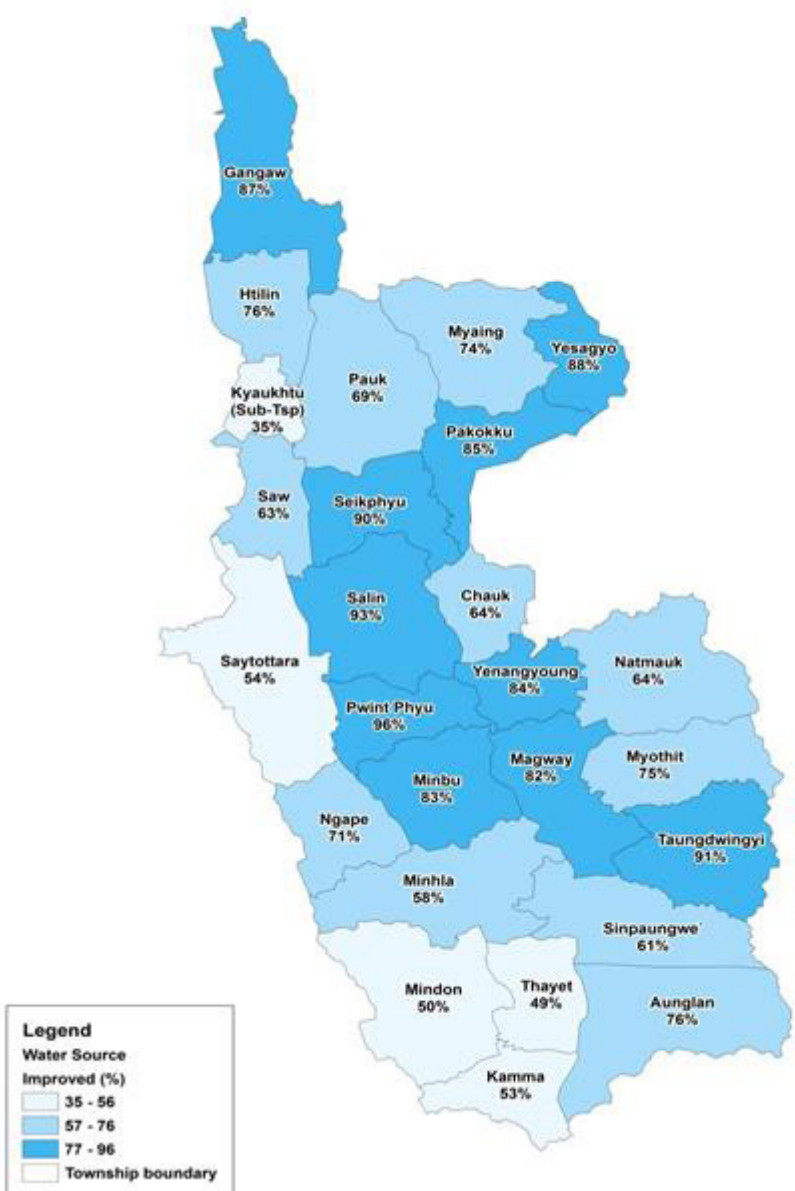 Gangaw
87%
Htilin
76%
Myaing
74%
Yesagyo
88%
Pauk
69%
Kyaukhtu
(Sub-Tsp)
35%
Pakokku
85%
Saw
63%
Seikphyu
90%
Salin
93%
Chauk
64%
Saytottara
54%
Yenangyoung
84%
Natmauk
64%
Pwint Phyu
96%
Magway
82%
Myothit
75%
Minbu
83%
Ngape
71%
Taungdwingyi
91%
Minhla
58%
Sinpaungwe`
61%
Mindon
50%
Thayet
49%
Aunglan
76%
Kamma
53%
Legend
Water Source
Improved (%)
35 - 56
57 - 76
77 - 96
Township boundary